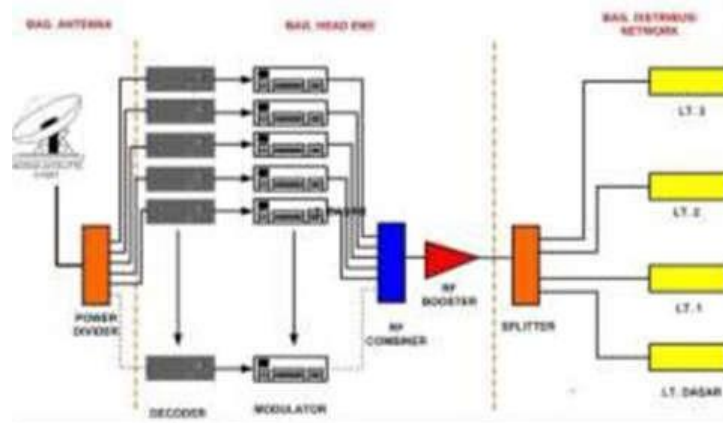 BAG. ANTENNA
BAG. HEAD END
BAG. DISTRIBUSI
NETWORK
LT. 3
LT. 2
LT. 1
LT. DASAR
POWER
DIVIDER
RF
COMBINER
RF
BOOSTER
SPLITTER
DECODER
MODULATOR